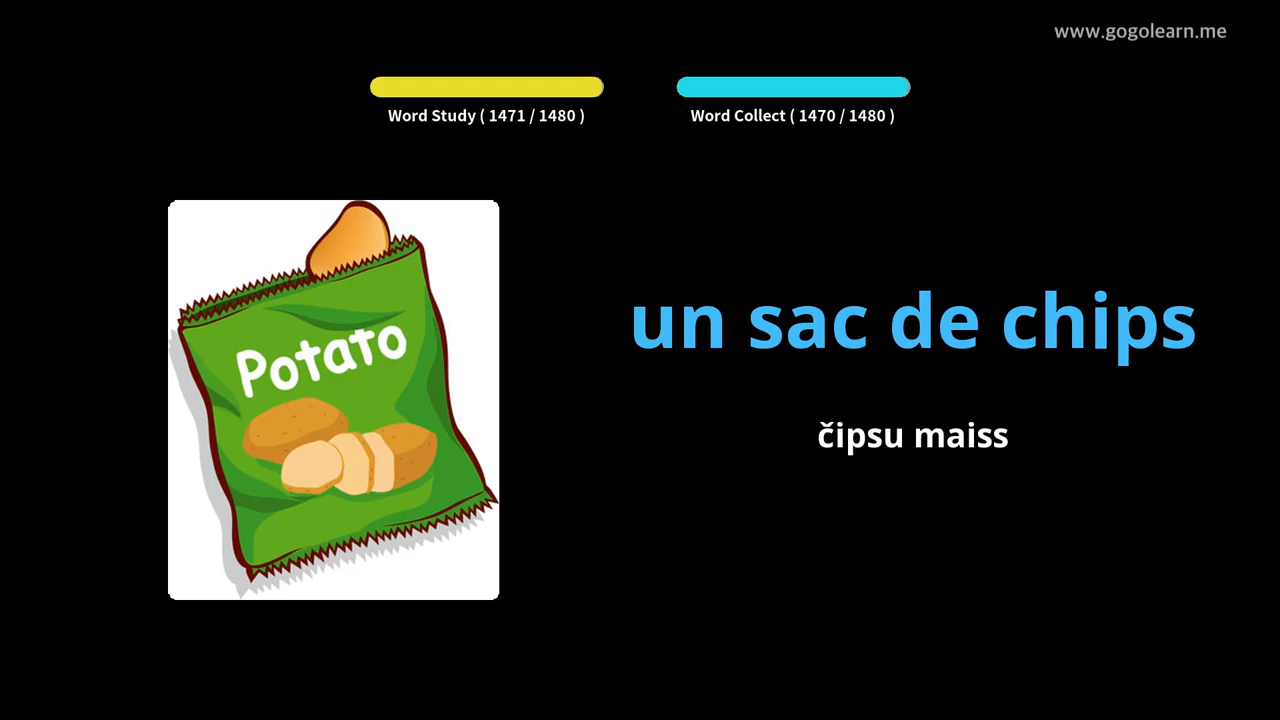 www.gogolearn.me
Word Study ( 1471 / 1480 )
Word Collect ( 1470 / 1480 )
Potato
un sac de chips
čipsu maiss